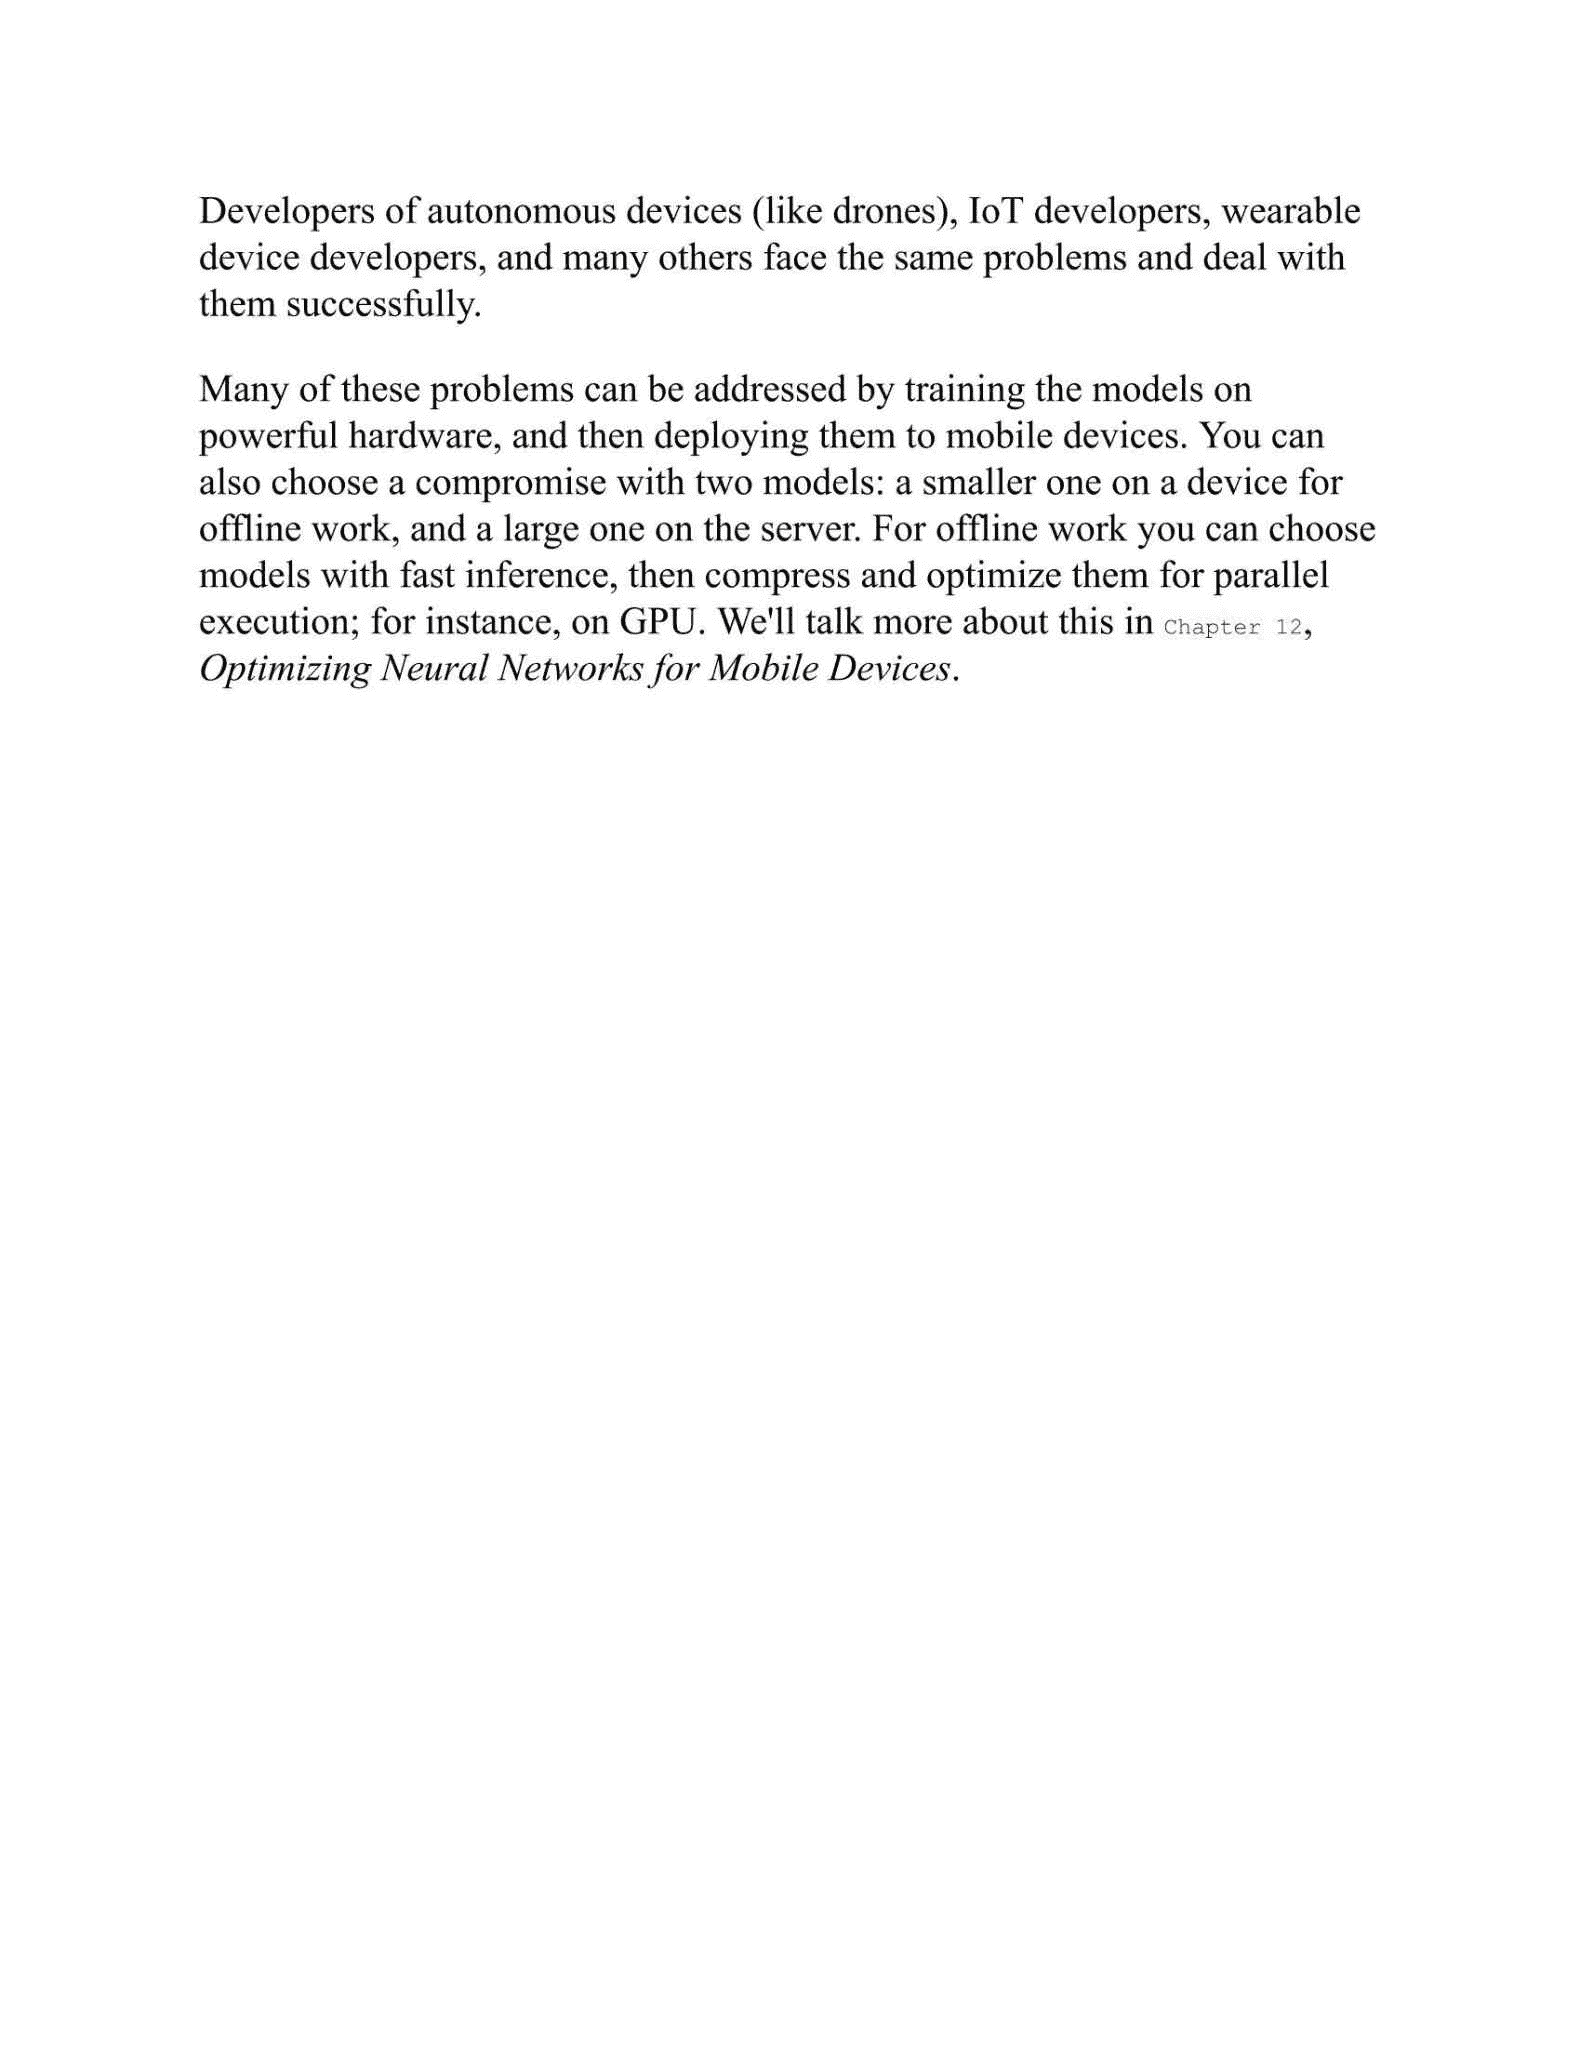 Developers of autonomous devices (like drones), IoT developers, wearable
device developers, and many others face the same problems and deal with
them successfully.
Many of these problems can be addressed by training the models on
powerful hardware, and then deploying them to mobile devices. You can
also choose a compromise with two models: a smaller one on a device for
offline work, and a large one on the server. For offline work you can choose
models with fast inference, then compress and optimize them for parallel
execution; for instance, on GPU. We'll talk more about this in Chapter 12,
Optimizing Neural Networks for Mobile Devices.